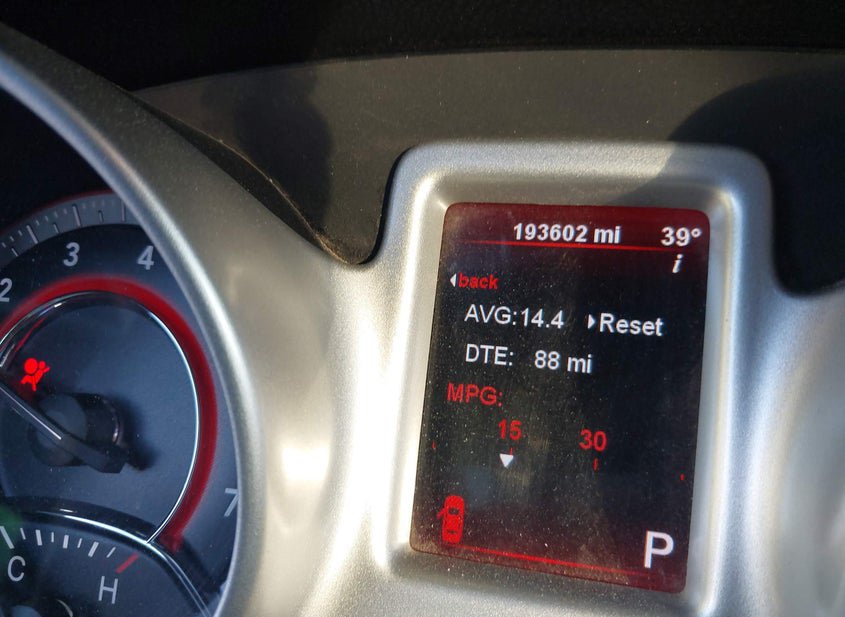 2
3
4
7
C
H
193602 mi 39°
i
back
AVG:14.4 Reset
DTE: 88 mi
MPG:
15 30
P